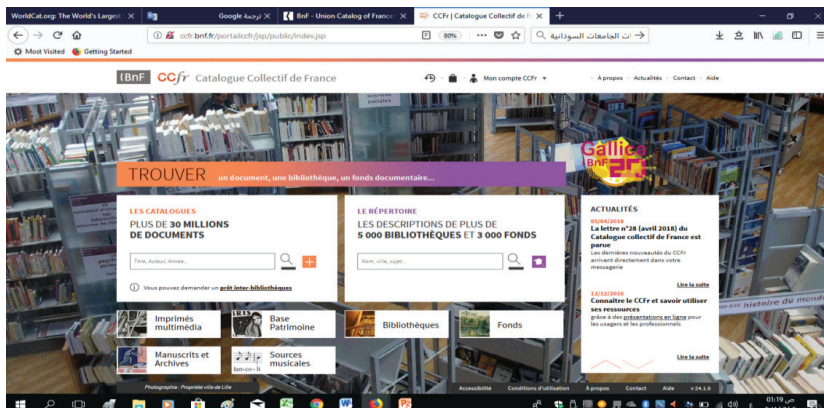 WorldCat.org: The World's Largest
Google ترجمة
BnF - Union Catalog of France
CCFr | Catalogue Collectif de F
ccfr.bnf.fr/portailccfr/jsp/public/index.jsp
80%
ات الجامعات السودانية
Most Visited
Getting Started
BnF CCfr Catalogue Collectif de France
Mon compte CCFr
A propos - Actualités - Contact - Aide
Gallica
BnF
TROUVER un document, une bibliothèque, un fonds documentaire...
LES CATALOGUES
PLUS DE 30 MILLIONS
DE DOCUMENTS
Titre, Auteur, Annee...
Vous pouvez demander un prêt inter-bibliothèques
LE RÉPERTOIRE
LES DESCRIPTIONS DE PLUS DE
5 000 BIBLIOTHÈQUES ET 3 000 FONDS
Nom, ville, sujet...
ACTUALITÉS
05/04/2018
La lettre n°28 (avril 2018) du
Catalogue collectif de France est
parue
Les dernières nouveautés du CCFr
arrivent directement dans votre
messagerie
Lire la suite
12/12/2016
Connaitre le CCFr et savoir utiliser
ses ressources
grâce à des présentations en ligne pour
les usagers et les professionnels
Lire la suite
Imprimés
multimédia
IRIS
Base
Patrimoine
Bibliothèques
Fonds
Manuscrits et
Archives
Sources
musicales
histoire du monde
Photographie : Propriété ville de Lille
Accessibilité
Conditions d'utilisation
A propos
Contact
Aide
v 24.1.0
01:19 ص